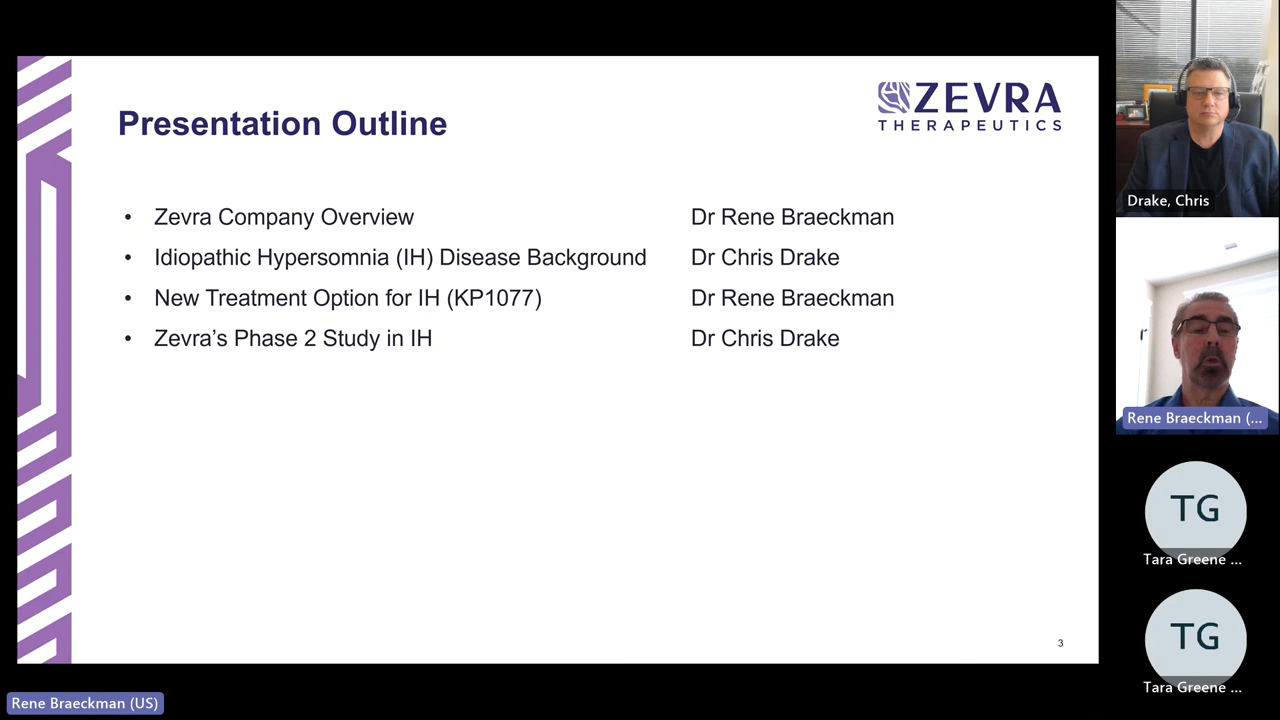 Presentation Outline
ZEVRA
THERAPEUTICS
• Zevra Company Overview Dr Rene Braeckman
• Idiopathic Hypersomnia (IH) Disease Background Dr Chris Drake
• New Treatment Option for IH (KP1077) Dr Rene Braeckman
• Zevra’s Phase 2 Study in IH Dr Chris Drake
3
Drake, Chris
Rene Braeckman (...
TG
Tara Greene ...
TG
Tara Greene ...
Rene Braeckman (US)